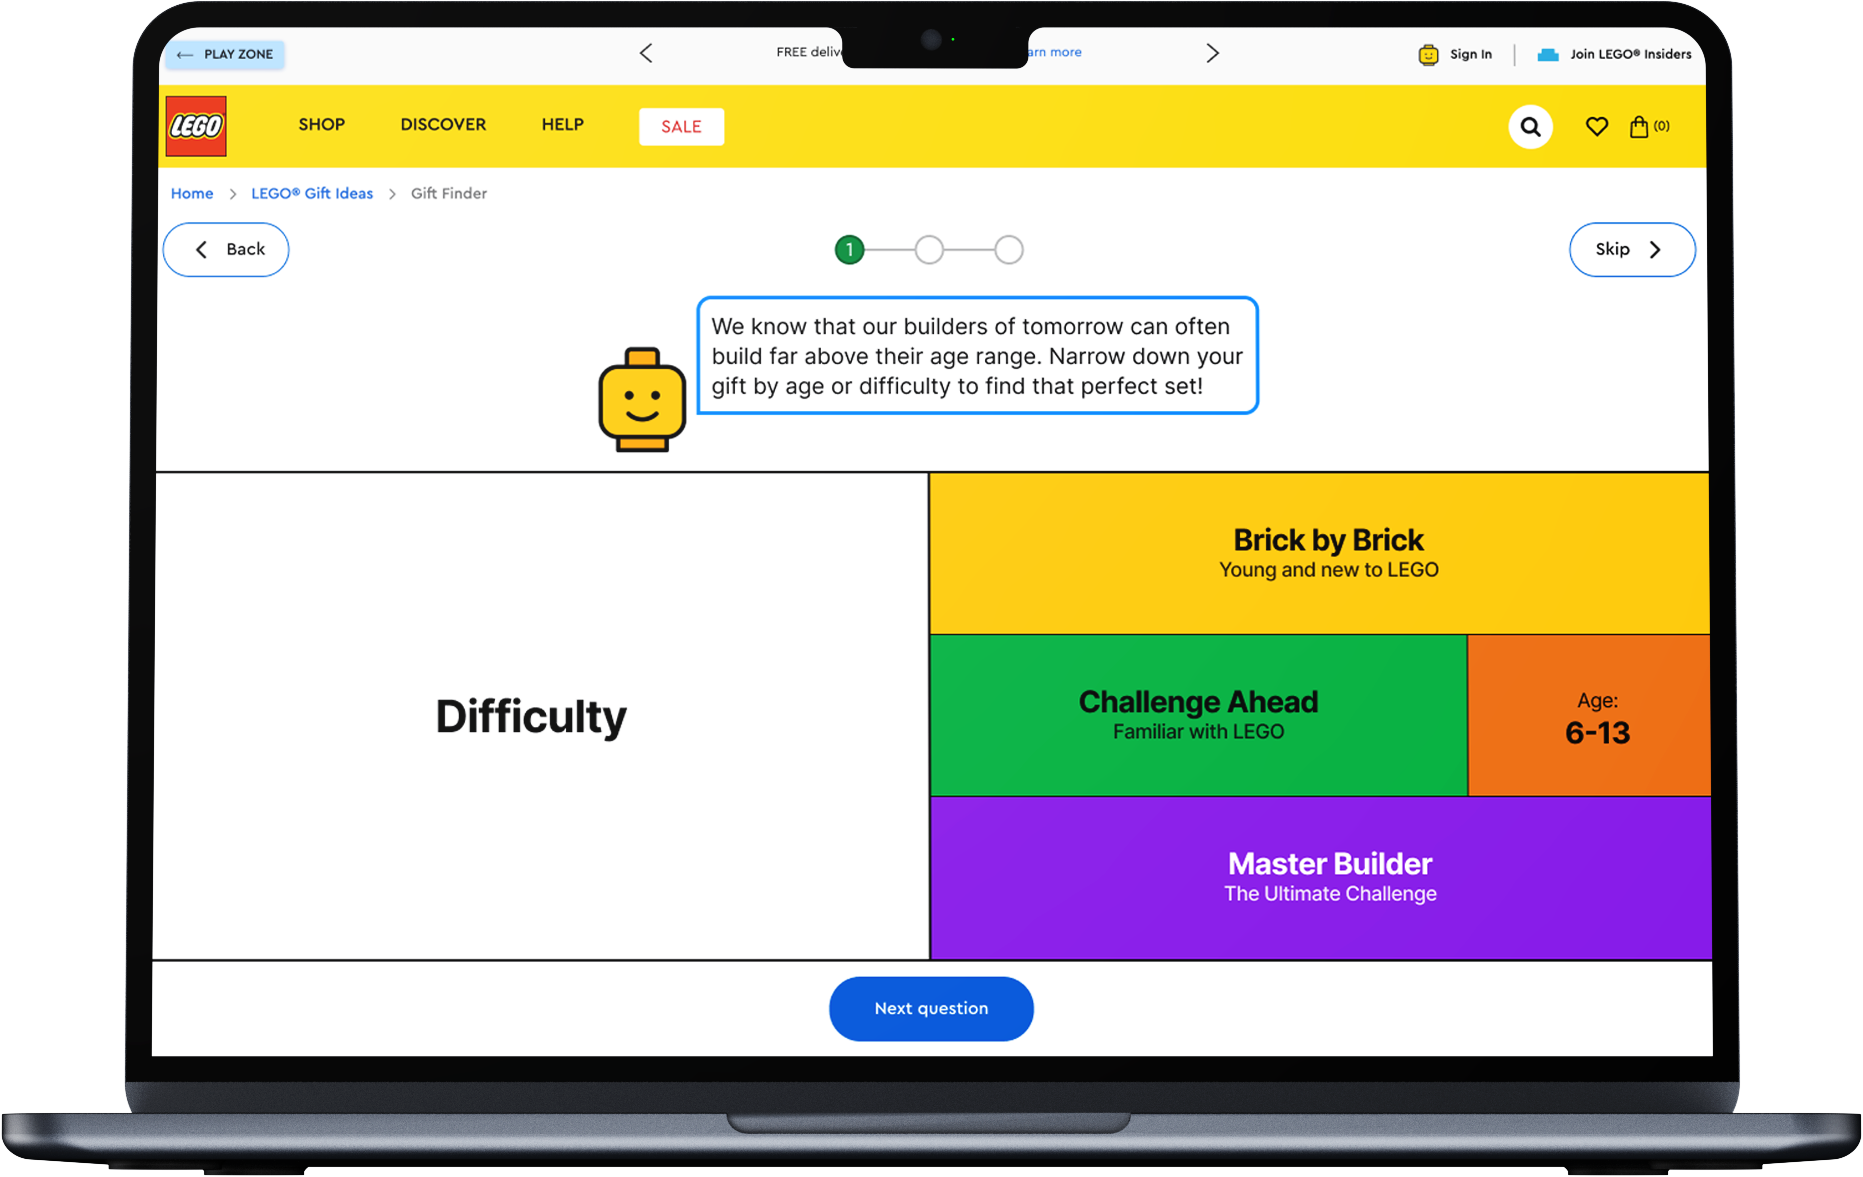 PLAY ZONE
FREE
Sign In
Join LEGO® Insiders
more
LEGO
SHOP
DISCOVER
HELP
SALE
(0)
Home
LEGO® Gift Ideas
Gift Finder
Back
1
Skip
We know that our builders of tomorrow can often
build far above their age range. Narrow down your
gift by age or difficulty to find that perfect set!
Difficulty
Brick by Brick
Young and new to LEGO
Challenge Ahead
Familiar with LEGO
Age:
6-13
Master Builder
The Ultimate Challenge
Next question